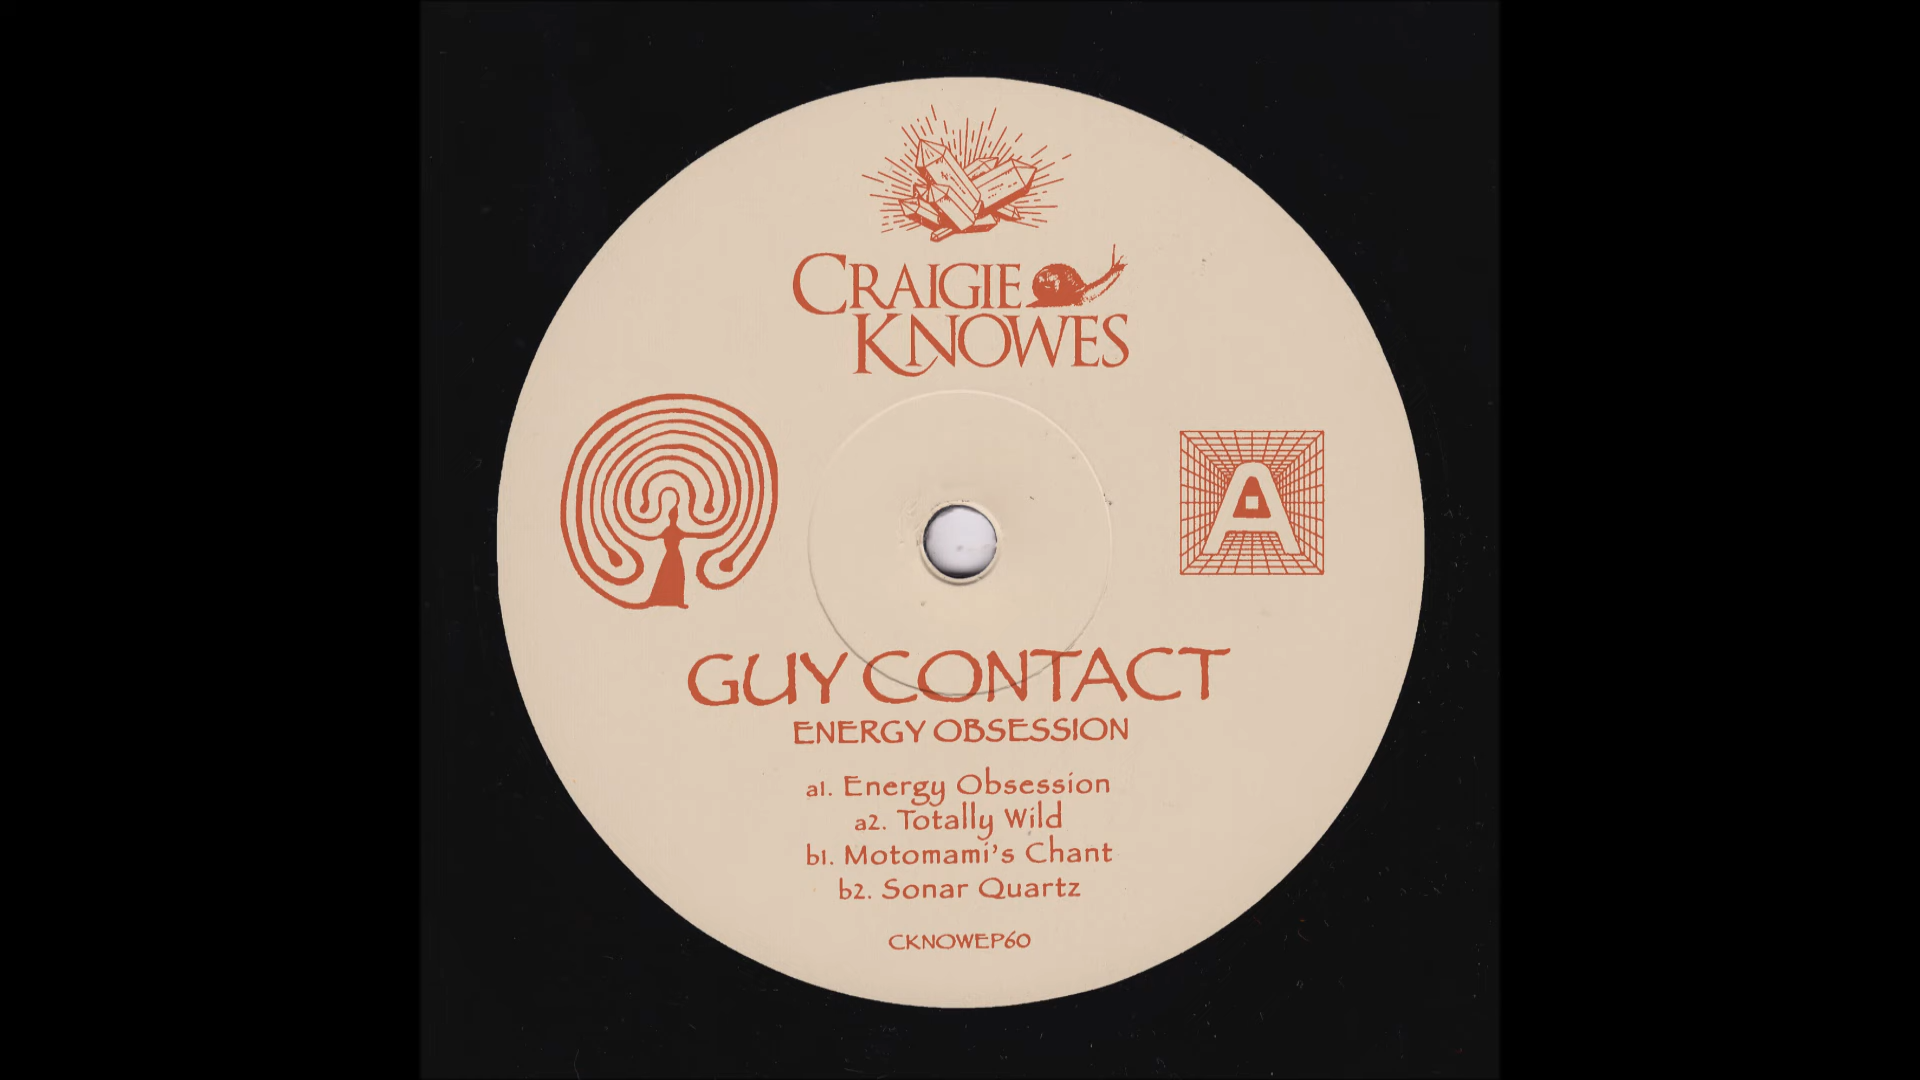 CRAIGIE
KNOWES
A
GUY CONTACT
ENERGY OBSESSION
a1. Energy Obsession
a2. Totally Wild
b1. Motomami's Chant
b2. Sonar Quartz
CKNOWEP60